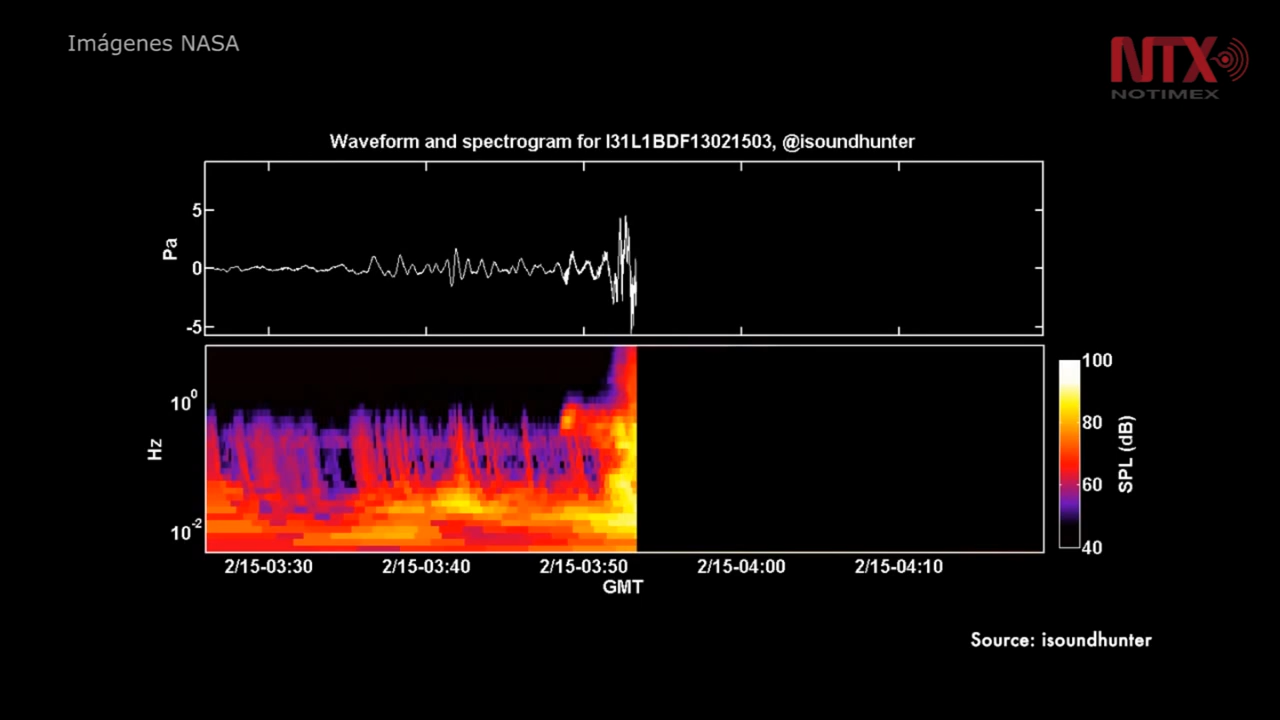 Imágenes NASA
NTX
NOTIMEX
Waveform and spectrogram for I31L1BDF13021503, @isoundhunter
Pa
5
0
-5
Hz
10^0
10^-2
100
80
60
40
SPL (dB)
2/15-03:30 2/15-03:40 2/15-03:50 2/15-04:00 2/15-04:10
GMT
Source: isoundhunter